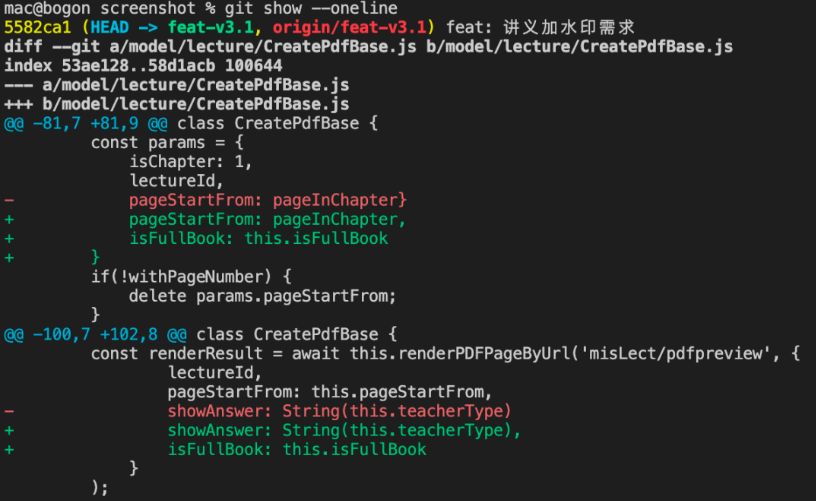 mac@bogon screenshot % git show --oneline
5582ca1 (HEAD -> feat-v3.1, origin/feat-v3.1) feat: 讲义加水印需求
diff --git a/model/lecture/CreatePdfBase.js b/model/lecture/CreatePdfBase.js
index 53ae128..58d1acb 100644
--- a/model/lecture/CreatePdfBase.js
+++ b/model/lecture/CreatePdfBase.js
@@ -81,7 +81,9 @@ class CreatePdfBase {
         const params = {
             isChapter: 1,
             lectureId,
-            pageStartFrom: pageInChapter}
+            pageStartFrom: pageInChapter,
+            isFullBook: this.isFullBook
+        }
         if(!withPageNumber) {
             delete params.pageStartFrom;
         }
@@ -100,7 +102,8 @@ class CreatePdfBase {
         const renderResult = await this.renderPDFPageByUrl('misLect/pdfpreview', {
                 lectureId,
                 pageStartFrom: this.pageStartFrom,
-                showAnswer: String(this.teacherType)
+                showAnswer: String(this.teacherType),
+                isFullBook: this.isFullBook
             }
         );